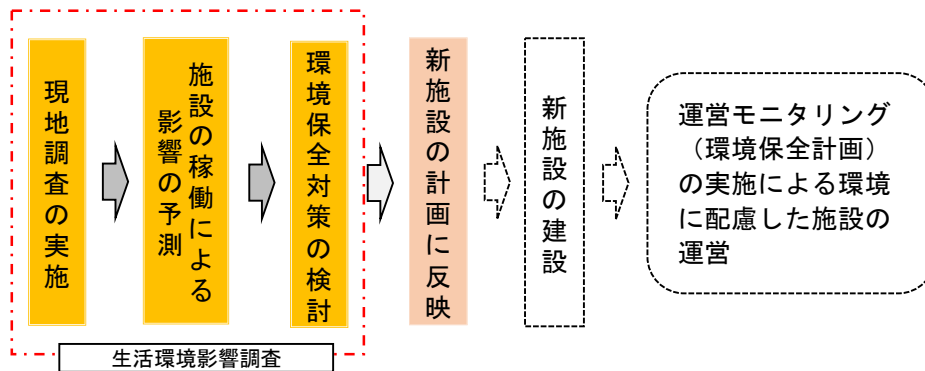 現地調査の実施
施設の稼働による
影響の予測
環境保全対策の検討
新施設の計画に反映
新施設の建設
運営モニタリング
（環境保全計画）
の実施による環境
に配慮した施設の
運営
生活環境影響調査